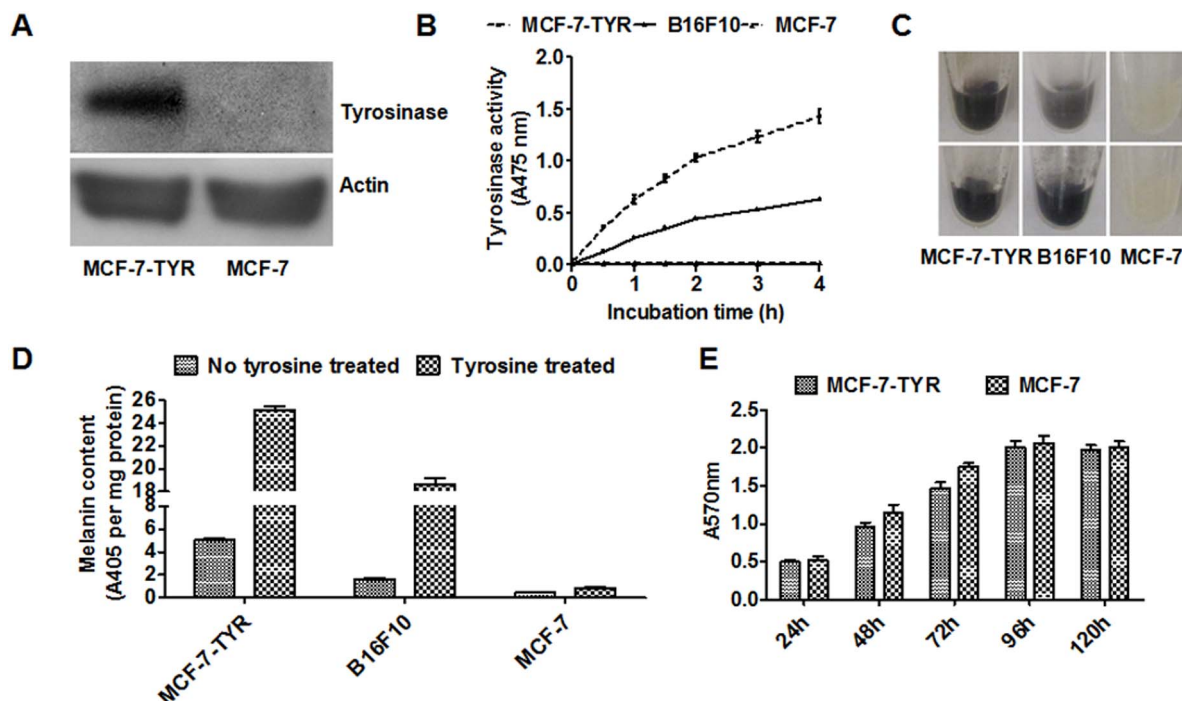 A
Tyrosinase
Actin
MCF-7-TYR MCF-7
B
MCF-7-TYR B16F10 MCF-7
Tyrosinase activity
(A475 nm)
2.0
1.5
1.0
0.5
0.0
0 1 2 3 4
Incubation time (h)
C
MCF-7-TYR B16F10 MCF-7
D
No tyrosine treated Tyrosine treated
Melanin content
(A405 per mg protein)
26
24
22
20
18
8
6
4
2
0
MCF-7-TYR
B16F10
MCF-7
E
MCF-7-TYR MCF-7
A570nm
2.5
2.0
1.5
1.0
0.5
0.0
24h
48h
72h
96h
120h